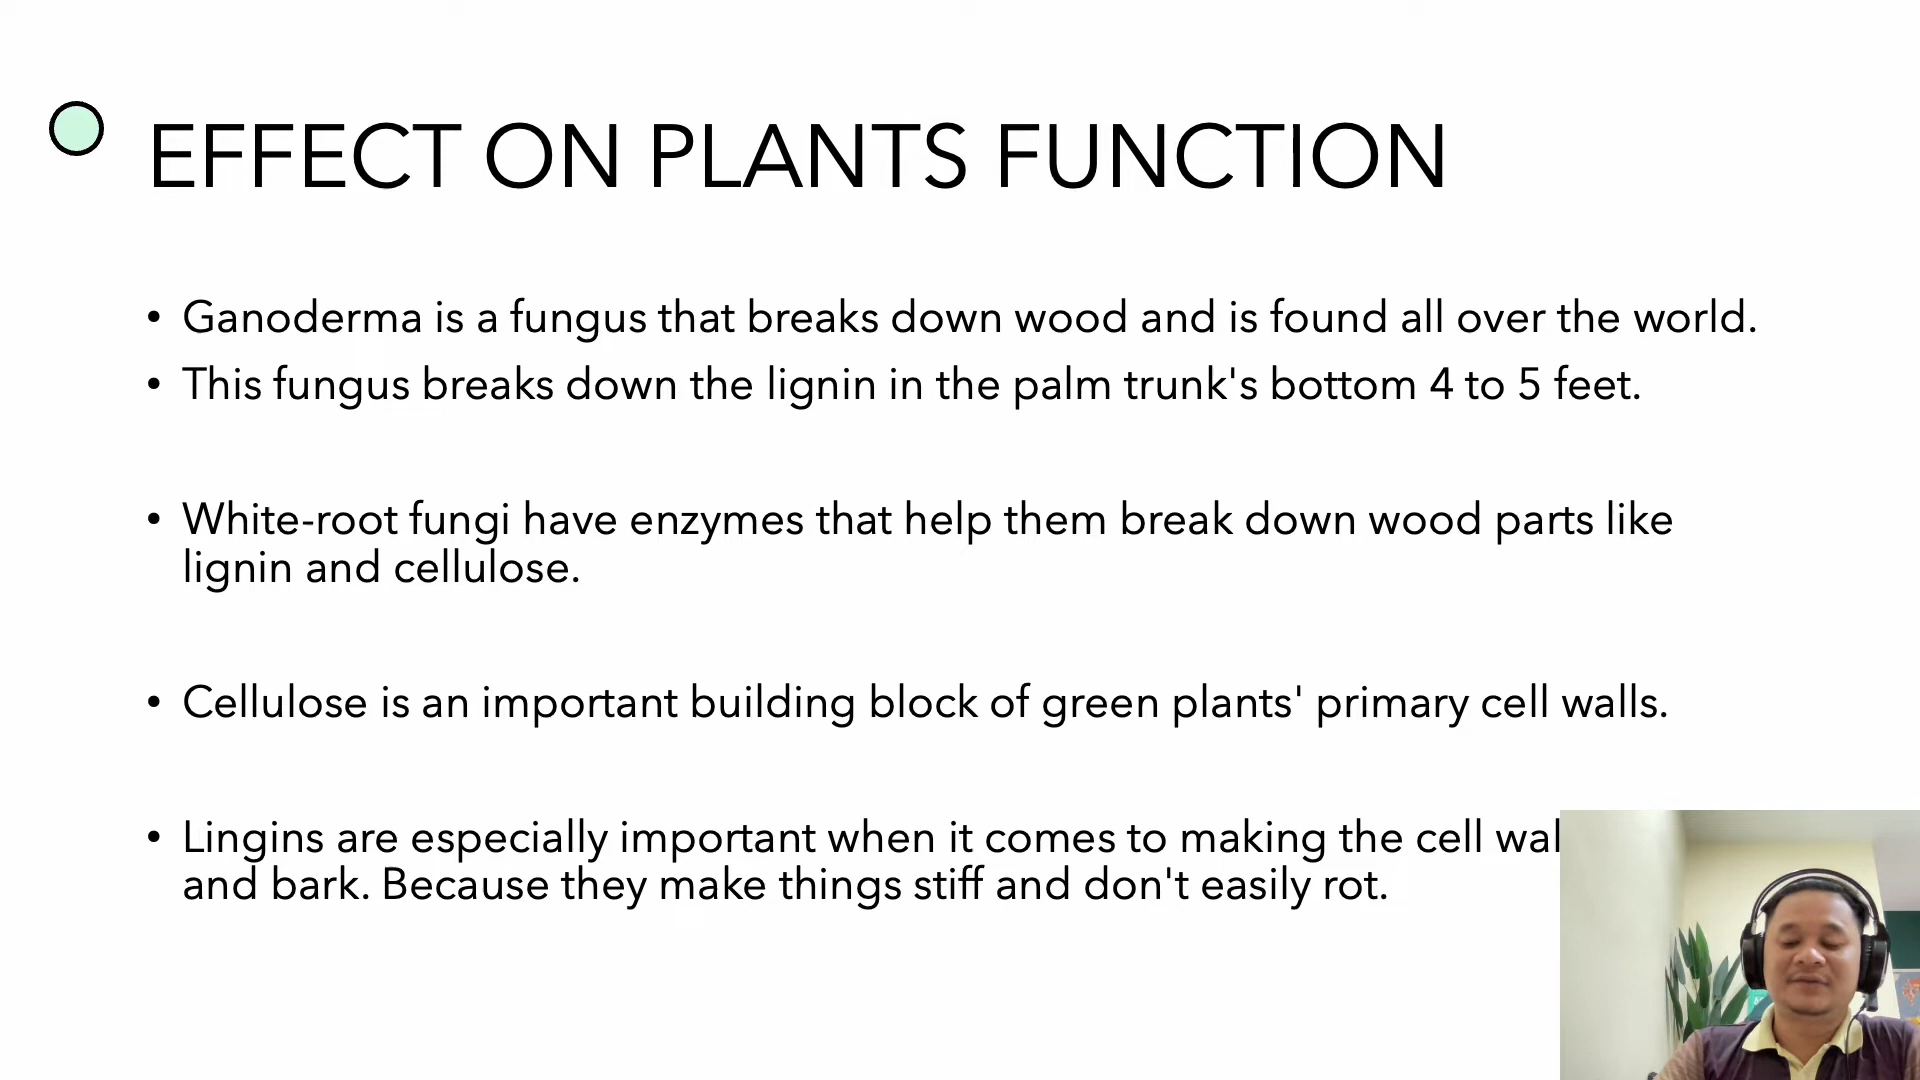 EFFECT ON PLANTS FUNCTION
• Ganoderma is a fungus that breaks down wood and is found all over the world.
• This fungus breaks down the lignin in the palm trunk's bottom 4 to 5 feet.
• White-root fungi have enzymes that help them break down wood parts like
lignin and cellulose.
• Cellulose is an important building block of green plants' primary cell walls.
• Lingins are especially important when it comes to making the cell
and bark. Because they make things stiff and don't easily rot.